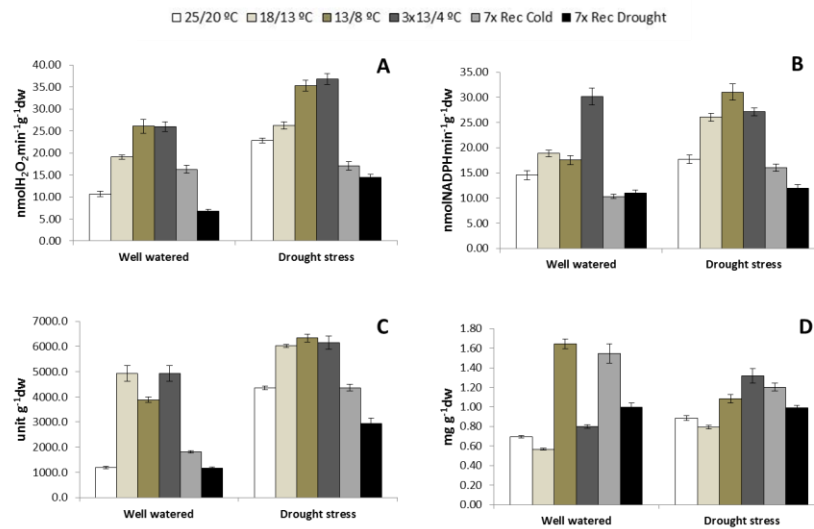 25/20 ºC 18/13 ºC 13/8 ºC 3x13/4 ºC 7x Rec Cold 7x Rec Drought
A
nmolH₂O₂min⁻¹g⁻¹dw
40.00
35.00
30.00
25.00
20.00
15.00
10.00
5.00
0.00
Well watered Drought stress
B
nmolNADPHmin⁻¹g⁻¹dw
35.00
30.00
25.00
20.00
15.00
10.00
5.00
0.00
Well watered Drought stress
C
unit g⁻¹dw
7000.0
6000.0
5000.0
4000.0
3000.0
2000.0
1000.0
0.0
Well watered Drought stress
D
mg g⁻¹dw
1.80
1.60
1.40
1.20
1.00
0.80
0.60
0.40
0.20
0.00
Well watered Drought stress